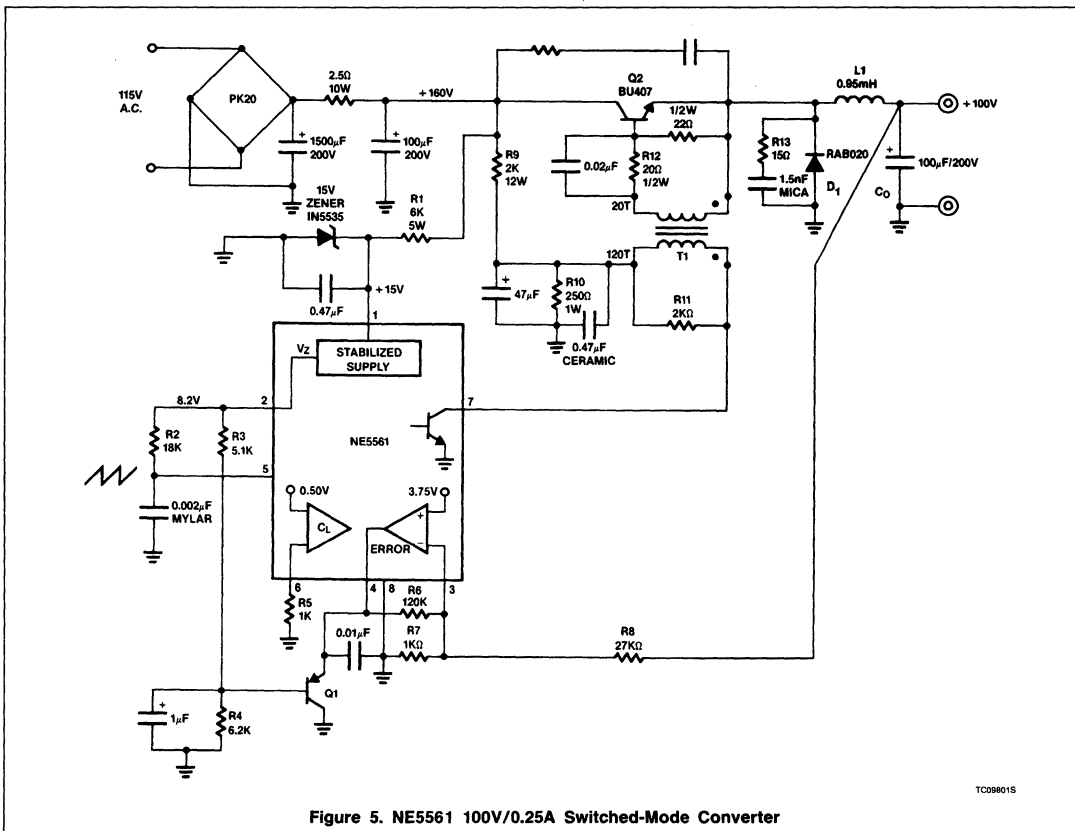 115V
A.C.
PK20
2.5Ω
10W
1500μF
200V
+
100μF
200V
+
+160V
Q2
BU407
1/2W
22Ω
L1
0.95mH
+100V
R13
15Ω
1.5nF
MICA
RAB020
D1
+
100μF/200V
CO
0.02μF
R12
20Ω
1/2W
R9
2K
12W
20T
120T
T1
15V
ZENER
IN5535
R1
6K
5W
0.47μF
+15V
+
47μF
R10
250Ω
1W
0.47μF
CERAMIC
R11
2KΩ
1
VZ
STABILIZED
SUPPLY
8.2V
2
7
R2
18K
R3
5.1K
NE5561
5
0.002μF
MYLAR
0.50V
3.75V
CL
+
−
ERROR
6
4
8
3
R5
1K
R6
120K
0.01μF
R7
1KΩ
R8
27KΩ
Q1
+
1μF
R4
6.2K
TC09801S
Figure 5. NE5561 100V/0.25A Switched-Mode Converter